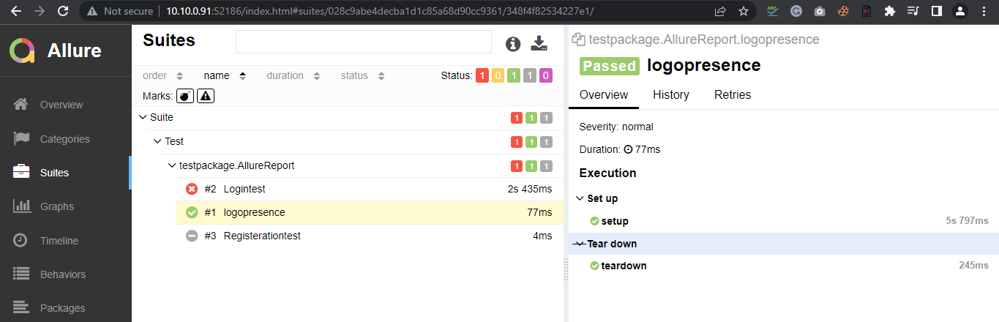 Not secure
10.10.0.91:52186/index.html#suites/028c9abe4decba1d1c85a68d90cc9361/348f4f82534227e1/
ABC
Allure
Overview
Categories
Suites
Graphs
Timeline
Behaviors
Packages
Suites
order name duration status Status: 1 0 1 1 0
Marks:
Suite 1 1 1
Test 1 1 1
testpackage.AllureReport 1 1 1
#2 Logintest 2s 435ms
#1 logopresence 77ms
#3 Registerationtest 4ms
testpackage.AllureReport.logopresence
Passed logopresence
Overview History Retries
Severity: normal
Duration: 77ms
Execution
Set up
setup 5s 797ms
Tear down
teardown 245ms